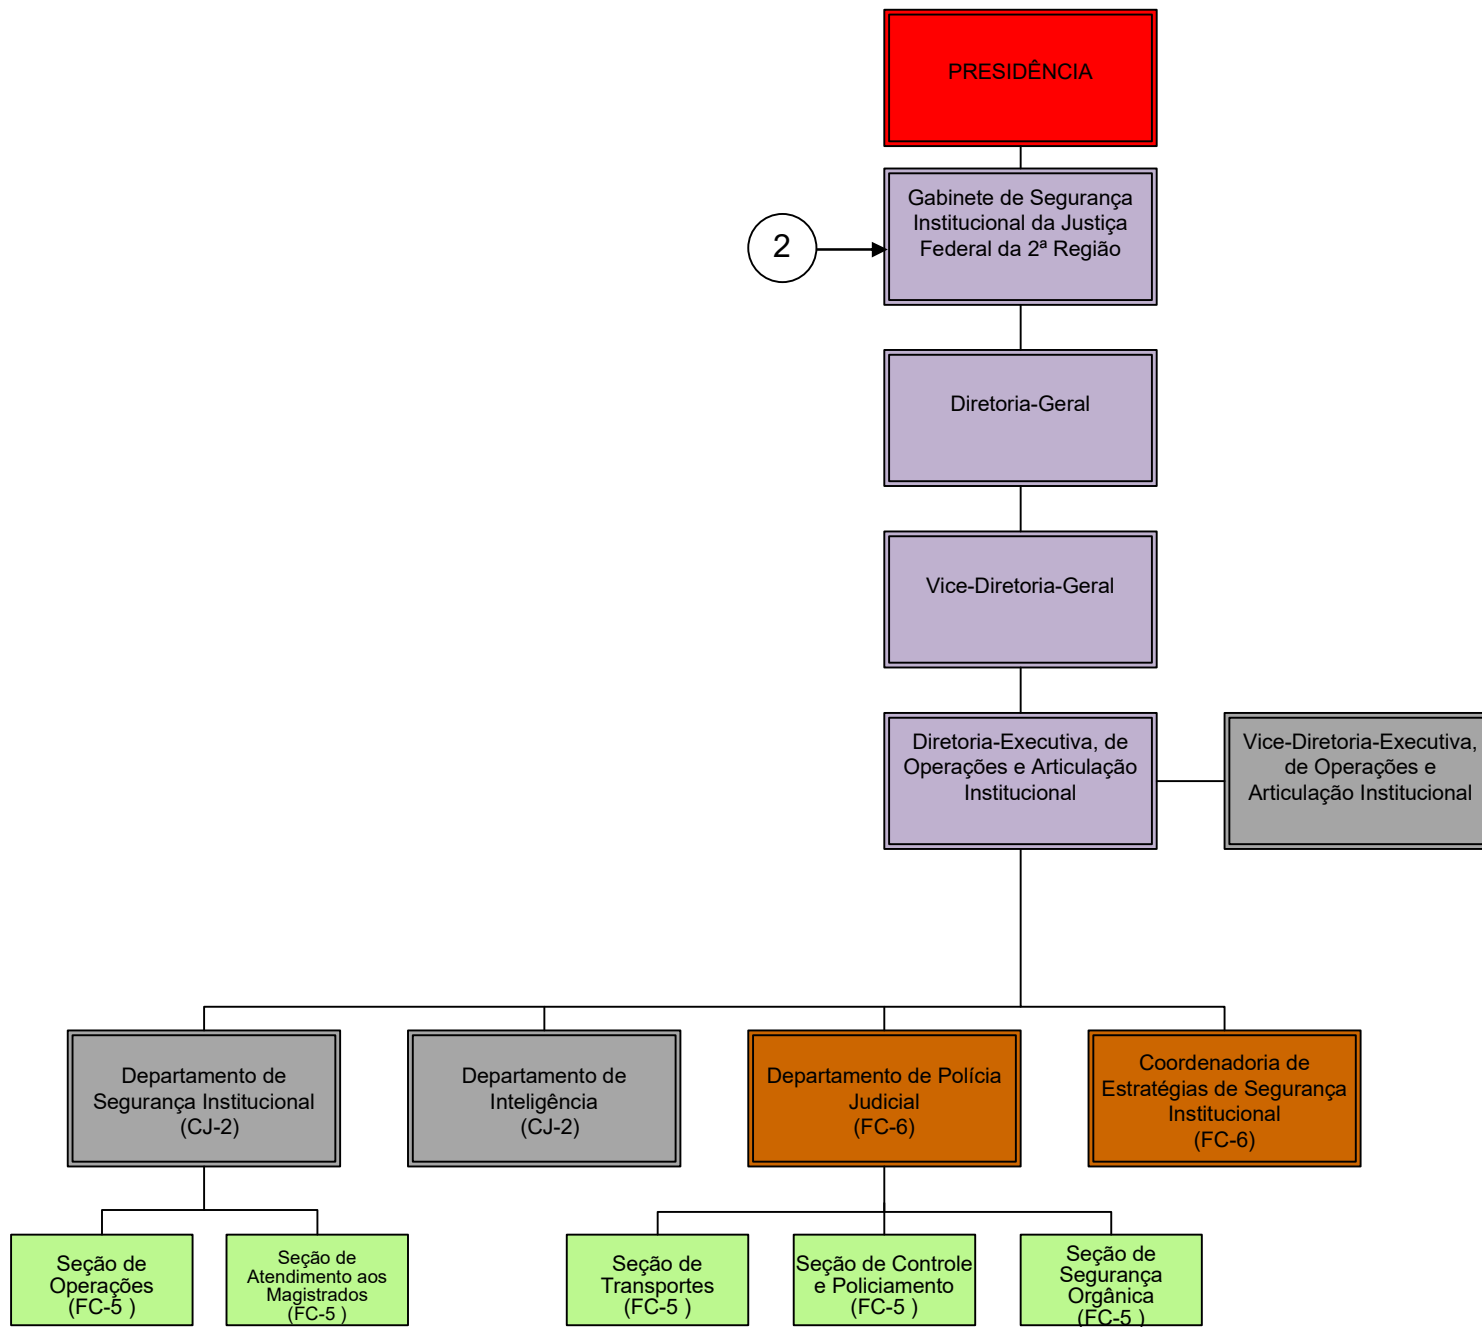 PRESIDÊNCIA
Gabinete de Segurança
Institucional da Justiça
Federal da 2ª Região
2
Diretoria-Geral
Vice-Diretoria-Geral
Diretoria-Executiva, de
Operações e Articulação
Institucional
Vice-Diretoria-Executiva,
de Operações e
Articulação Institucional
Departamento de
Segurança Institucional
(CJ-2)
Departamento de
Inteligência
(CJ-2)
Departamento de Polícia
Judicial
(FC-6)
Coordenadoria de
Estratégias de Segurança
Institucional
(FC-6)
Seção de
Operações
(FC-5 )
Seção de
Atendimento aos
Magistrados
(FC-5 )
Seção de
Transportes
(FC-5 )
Seção de Controle
e Policiamento
(FC-5 )
Seção de
Segurança
Orgânica
(FC-5 )